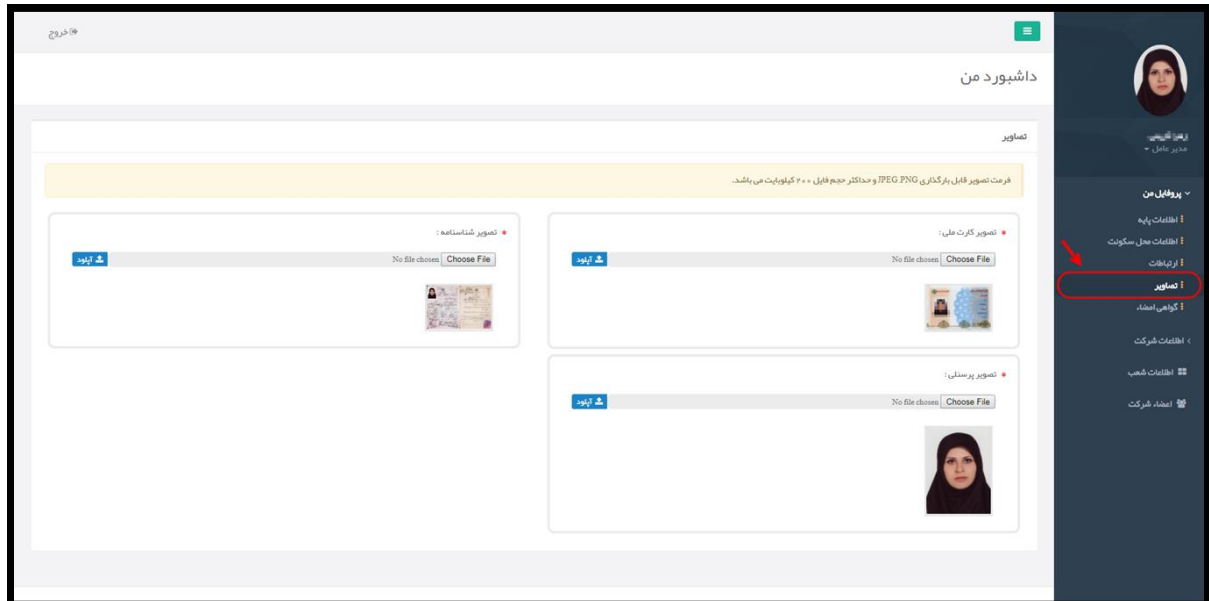 خروج
داشبورد من
تصاویر
فرمت تصویر قابل بارگذاری JPEG ,PNG و حداکثر حجم فایل ۲۰۰ کیلوبایت می باشد.
تصویر کارت ملی :
Choose File No file chosen
آپلود
تصویر شناسنامه :
Choose File No file chosen
آپلود
تصویر پرسنلی :
Choose File No file chosen
آپلود
مدیر عامل
پروفایل من
اطلاعات پایه
اطلاعات محل سکونت
ارتباطات
تصاویر
گواهی امضاء
اطلاعات شرکت
اطلاعات شعب
اعضاء شرکت